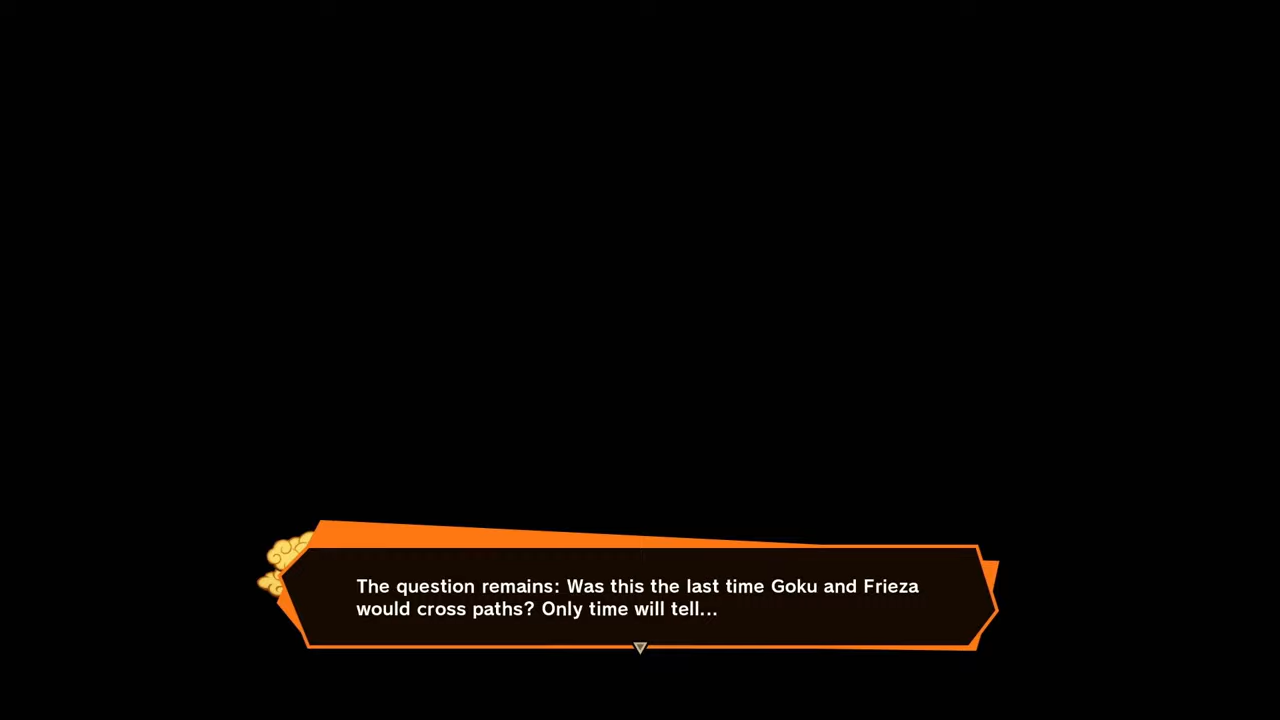 The question remains: Was this the last time Goku and Frieza
would cross paths? Only time will tell...